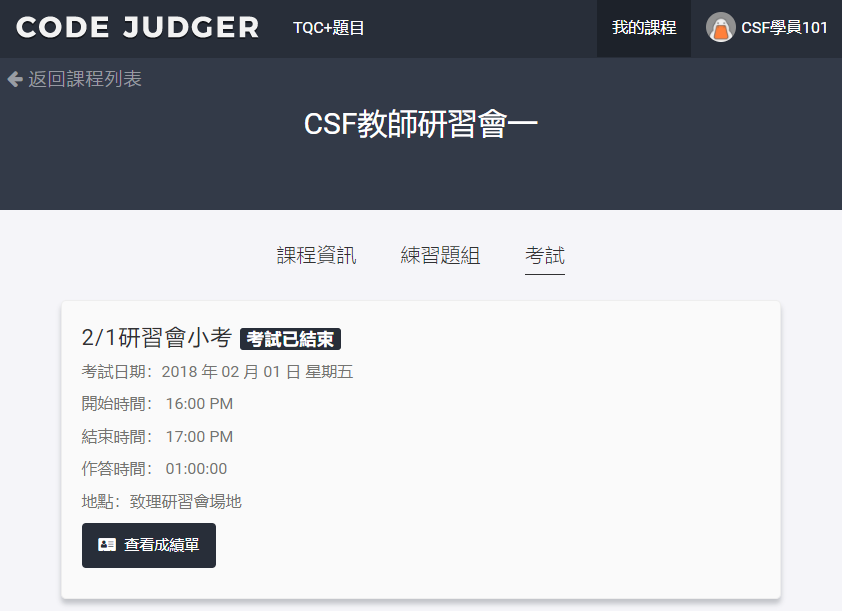 CODE JUDGER TQC+題目 我的課程 CSF學員101
返回課程列表
CSF教師研習會一
課程資訊 練習題組 考試
2/1研習會小考 考試已結束
考試日期：2018 年 02 月 01 日 星期五
開始時間： 16:00 PM
結束時間： 17:00 PM
作答時間： 01:00:00
地點：致理研習會場地
查看成績單